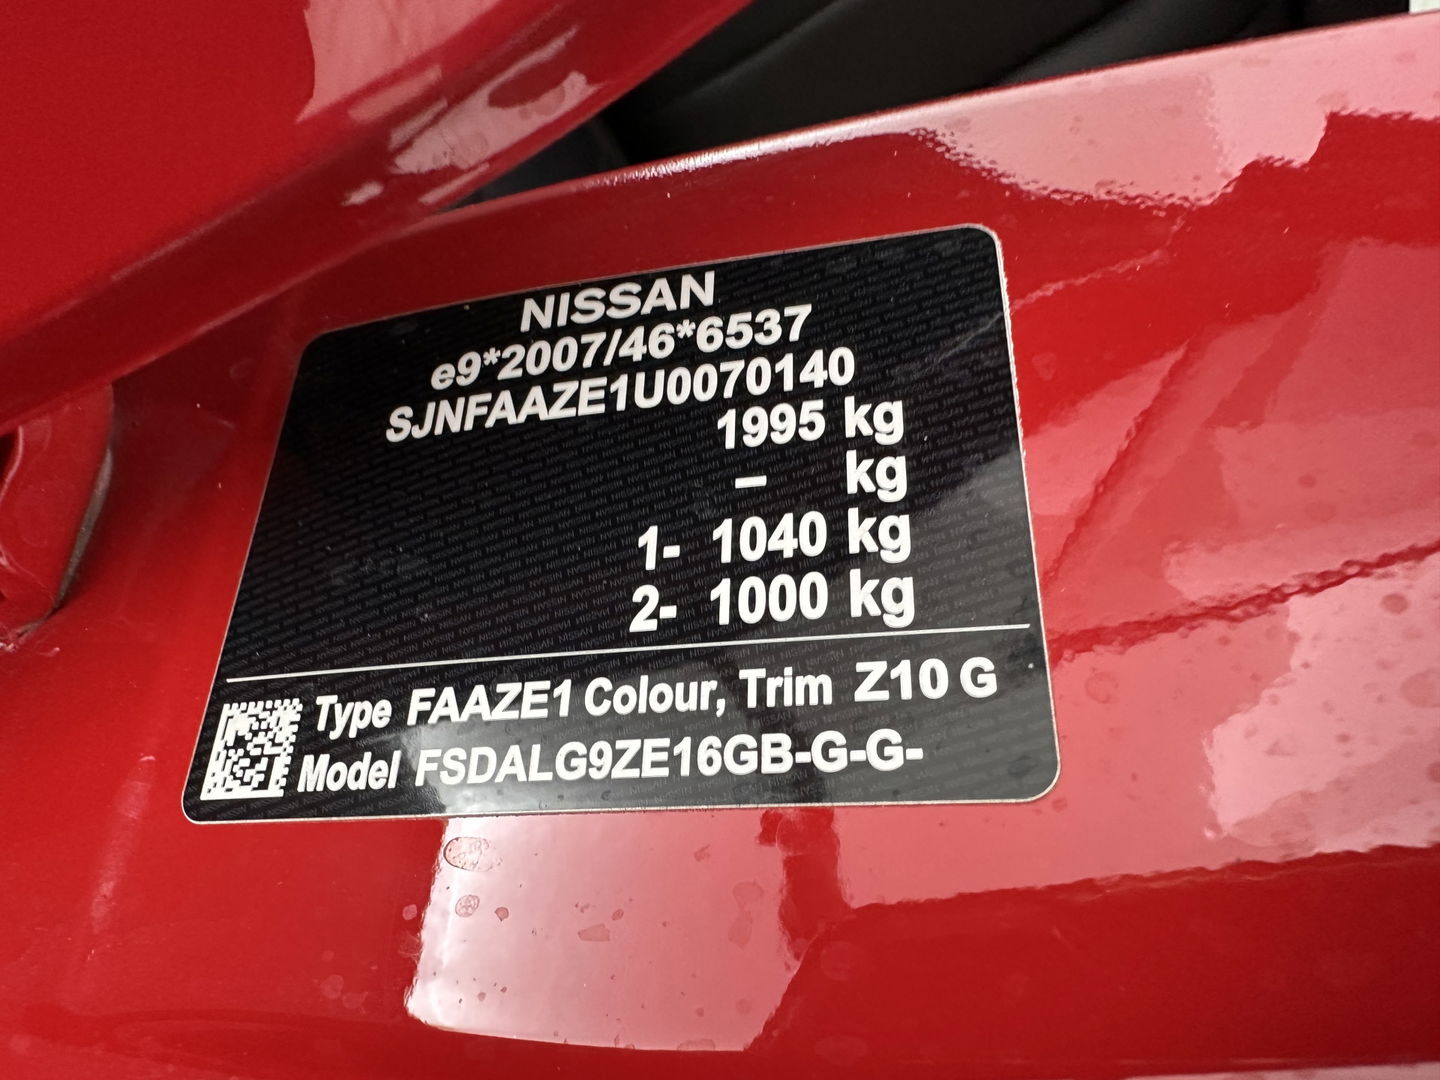 NISSAN
e9*2007/46*6537
SJNFAAZE1U0070140
1995 kg
– kg
1- 1040 kg
2- 1000 kg
Type FAAZE1 Colour, Trim Z10 G
Model FSDALG9ZE16GB-G-G-